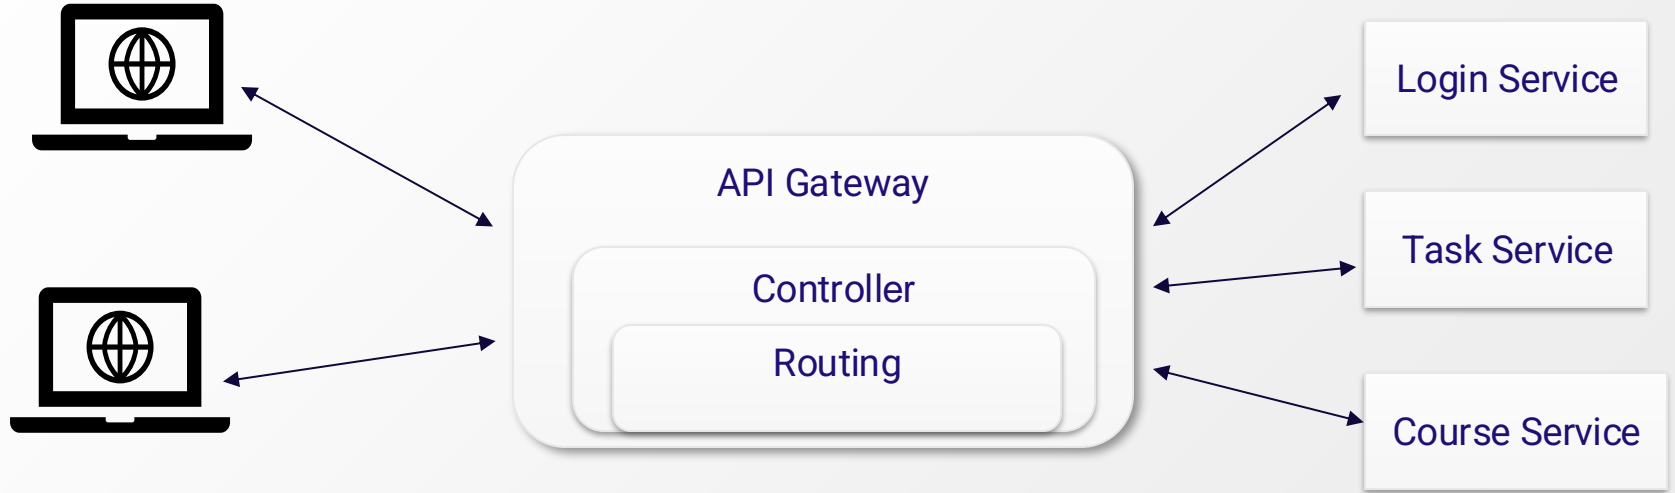 API Gateway
Controller
Routing
Login Service
Task Service
Course Service